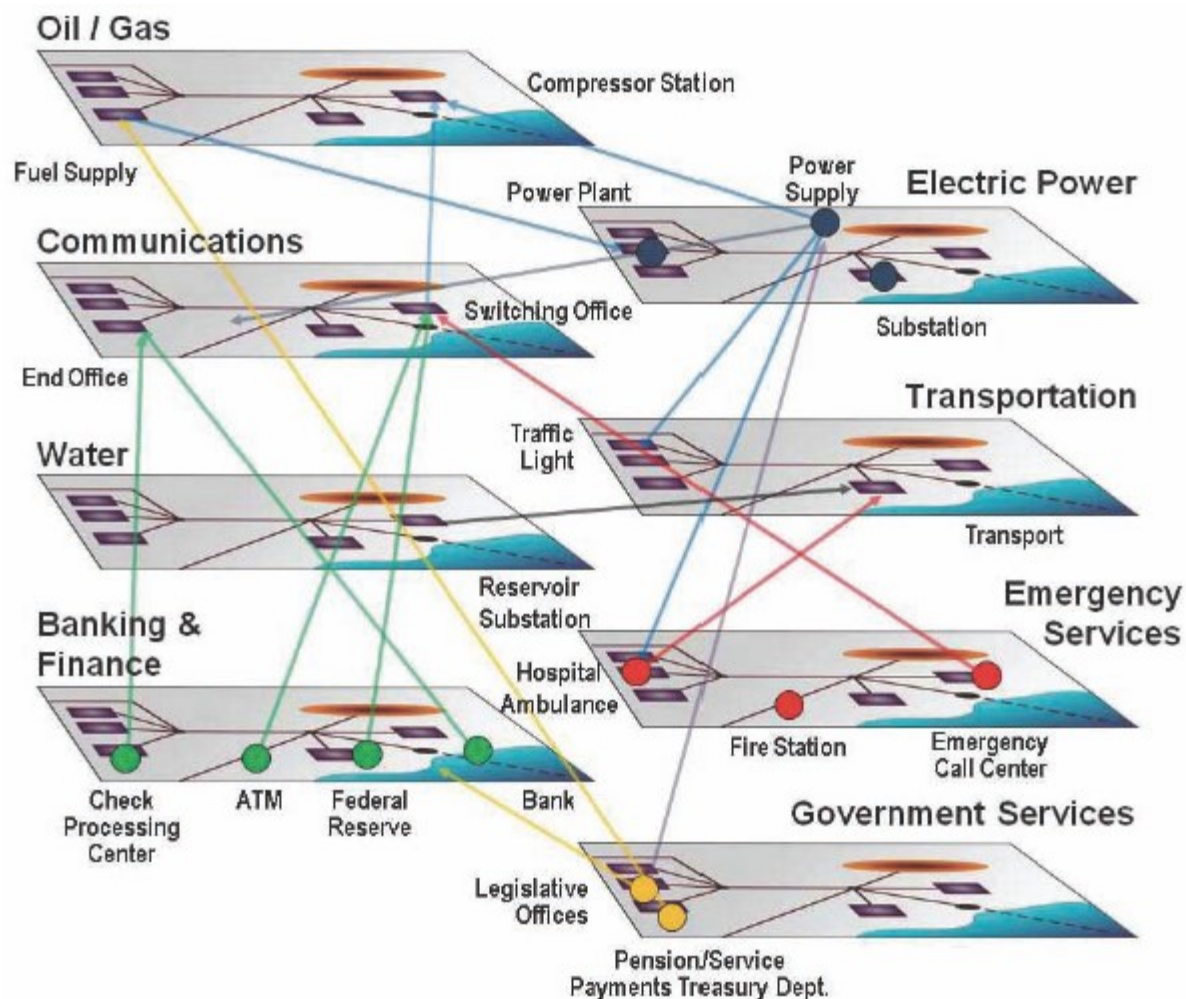 Oil / Gas
Compressor Station
Fuel Supply
Power
Supply
Power Plant
Electric Power
Communications
Switching Office
Substation
End Office
Transportation
Traffic
Light
Water
Transport
Reservoir
Substation
Emergency
Services
Banking &
Finance
Hospital
Ambulance
Fire Station
Emergency
Call Center
Check
Processing
Center
ATM
Federal
Reserve
Bank
Government Services
Legislative
Offices
Pension/Service
Payments Treasury Dept.